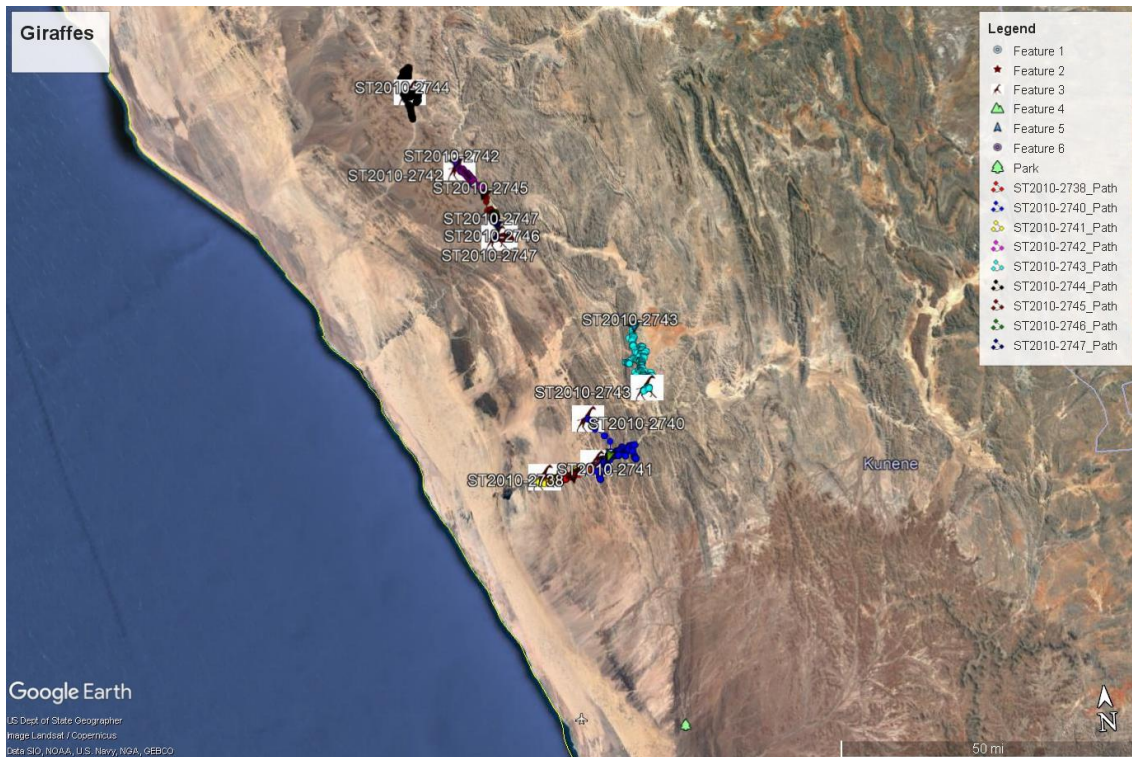 Giraffes
Legend
Feature 1
Feature 2
Feature 3
Feature 4
Feature 5
Feature 6
Park
ST2010-2738_Path
ST2010-2740_Path
ST2010-2741_Path
ST2010-2742_Path
ST2010-2743_Path
ST2010-2744_Path
ST2010-2745_Path
ST2010-2746_Path
ST2010-2747_Path
ST2010-2744
ST2010-2742
ST2010-2742
ST2010-2745
ST2010-2747
ST2010-2746
ST2010-2747
ST2010-2743
ST2010-2743
ST2010-2740
ST2010-2741
ST2010-2738
Kunene
Google Earth
US Dept of State Geographer
Image Landsat / Copernicus
Data SIO, NOAA, U.S. Navy, NGA, GEBCO
N
50 mi